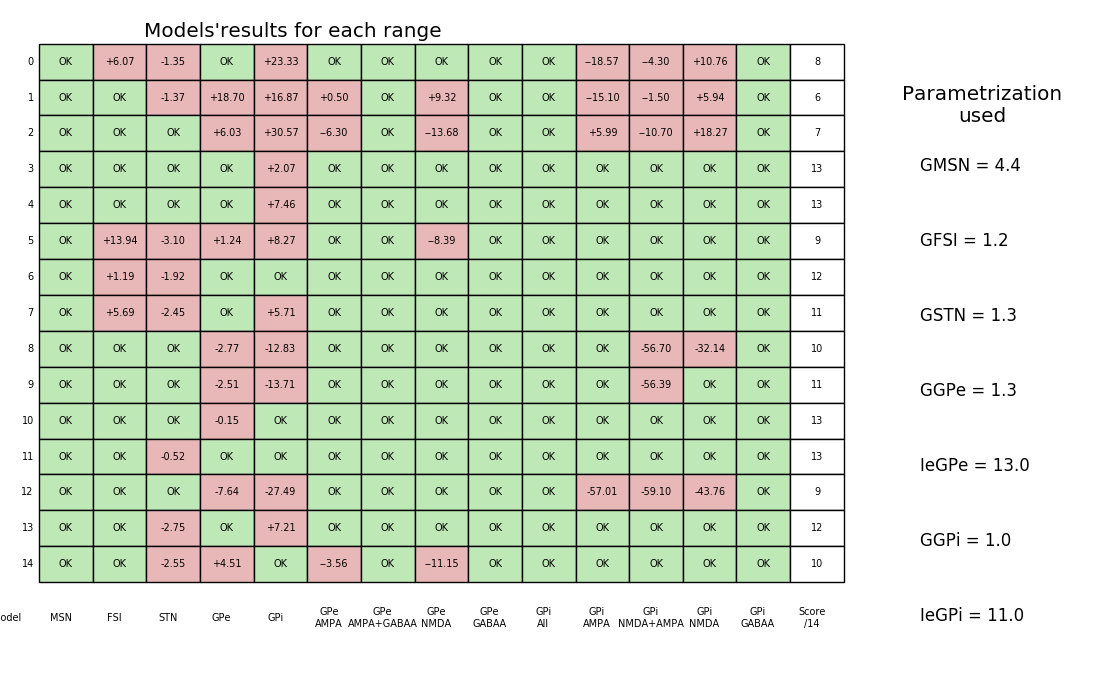 Models'results for each range
0 OK +6.07 -1.35 OK +23.33 OK OK OK OK OK −18.57 −4.30 +10.76 OK 8
1 OK OK -1.37 +18.70 +16.87 +0.50 OK +9.32 OK OK −15.10 −1.50 +5.94 OK 6
2 OK OK OK +6.03 +30.57 −6.30 OK −13.68 OK OK +5.99 −10.70 +18.27 OK 7
3 OK OK OK OK +2.07 OK OK OK OK OK OK OK OK OK 13
4 OK OK OK OK +7.46 OK OK OK OK OK OK OK OK OK 13
5 OK +13.94 -3.10 +1.24 +8.27 OK OK −8.39 OK OK OK OK OK OK 9
6 OK +1.19 -1.92 OK OK OK OK OK OK OK OK OK OK OK 12
7 OK +5.69 -2.45 OK +5.71 OK OK OK OK OK OK OK OK OK 11
8 OK OK OK -2.77 -12.83 OK OK OK OK OK OK -56.70 -32.14 OK 10
9 OK OK OK -2.51 -13.71 OK OK OK OK OK OK -56.39 OK OK 11
10 OK OK OK -0.15 OK OK OK OK OK OK OK OK OK OK 13
11 OK OK -0.52 OK OK OK OK OK OK OK OK OK OK OK 13
12 OK OK OK -7.64 -27.49 OK OK OK OK OK -57.01 -59.10 -43.76 OK 9
13 OK OK -2.75 OK +7.21 OK OK OK OK OK OK OK OK OK 12
14 OK OK -2.55 +4.51 OK −3.56 OK −11.15 OK OK OK OK OK OK 10
odel MSN FSI STN GPe GPi GPe AMPA GPe AMPA+GABAA GPe NMDA GPe GABAA GPi All GPi AMPA GPi NMDA+AMPA GPi NMDA GPi GABAA Score /14
Parametrization
used
GMSN = 4.4
GFSI = 1.2
GSTN = 1.3
GGPe = 1.3
IeGPe = 13.0
GGPi = 1.0
IeGPi = 11.0